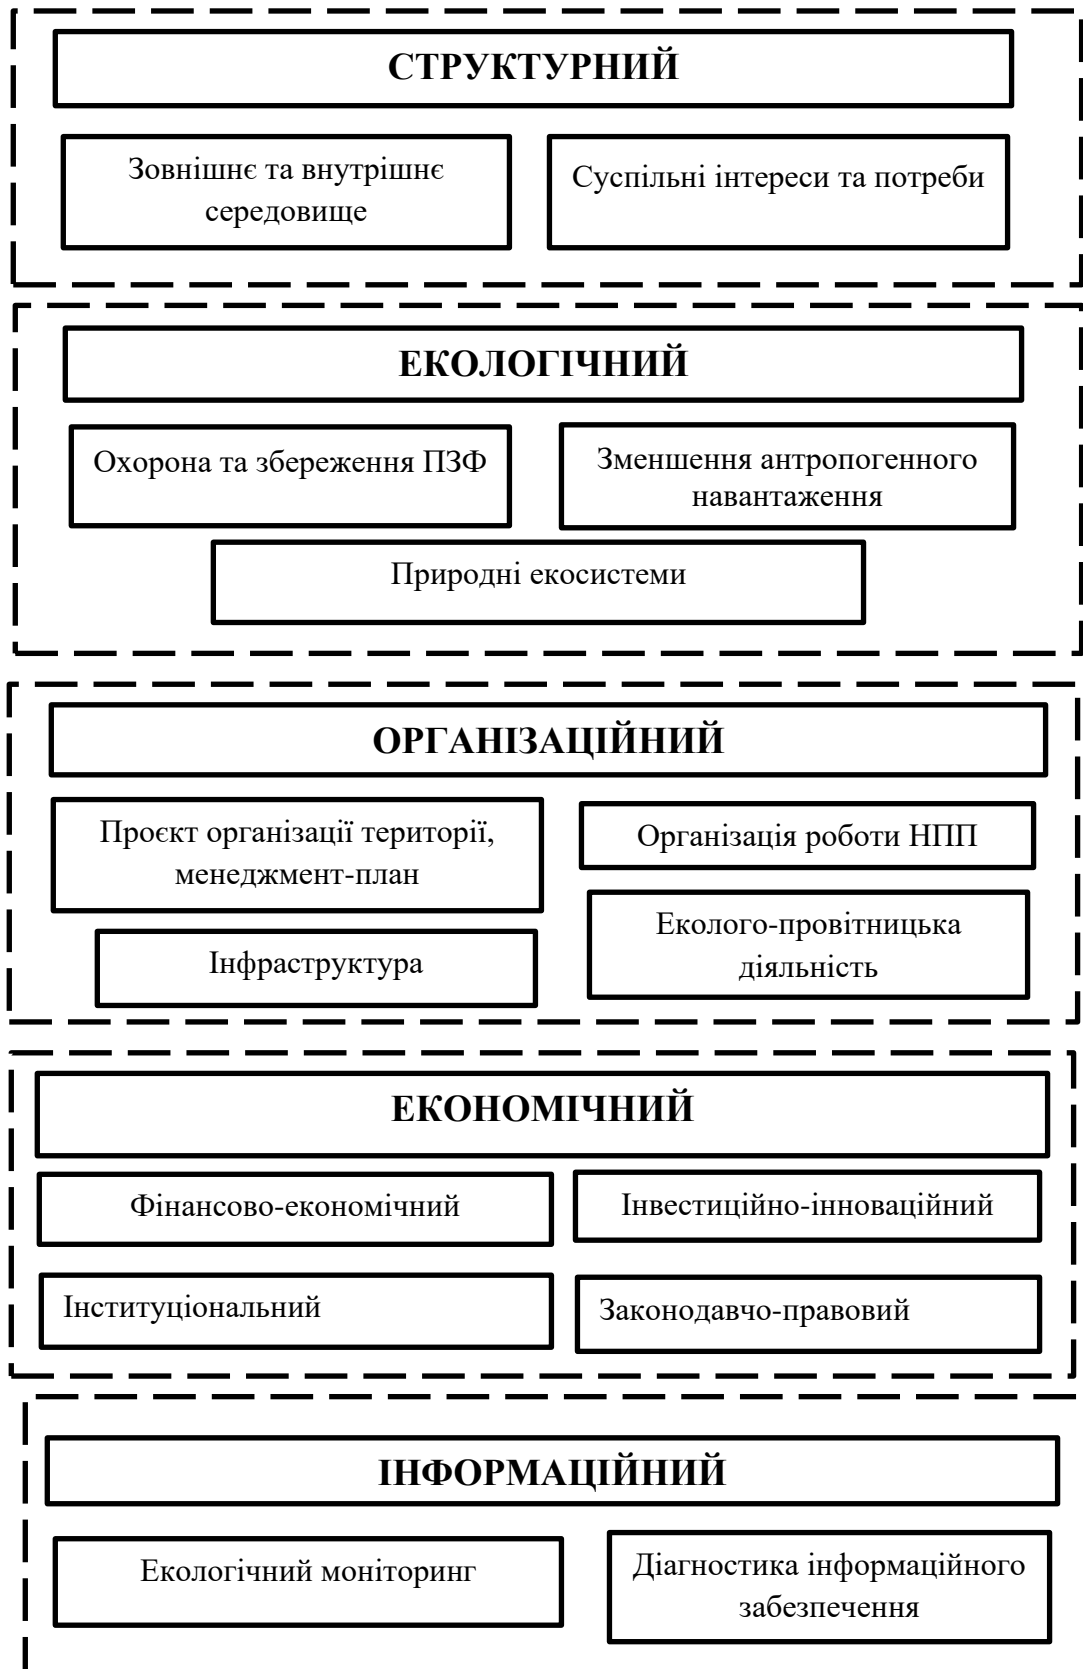 СТРУКТУРНИЙ
Зовнішнє та внутрішнє
середовище
Суспільні інтереси та потреби
ЕКОЛОГІЧНИЙ
Охорона та збереження ПЗФ
Зменшення антропогенного
навантаження
Природні екосистеми
ОРГАНІЗАЦІЙНИЙ
Проєкт організації території,
менеджмент-план
Організація роботи НПП
Інфраструктура
Еколого-провітницька
діяльність
ЕКОНОМІЧНИЙ
Фінансово-економічний
Інвестиційно-інноваційний
Інституціональний
Законодавчо-правовий
ІНФОРМАЦІЙНИЙ
Екологічний моніторинг
Діагностика інформаційного
забезпечення